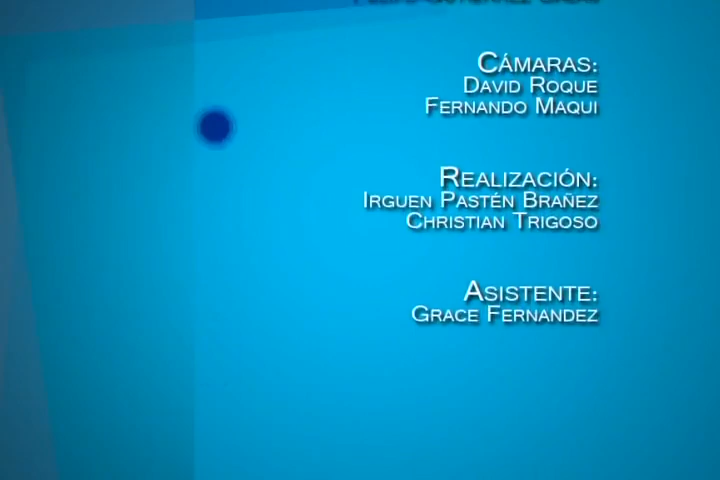 Cámaras:
David Roque
Fernando Maqui
Realización:
Irguen Pastén Brañez
Christian Trigoso
Asistente:
Grace Fernandez